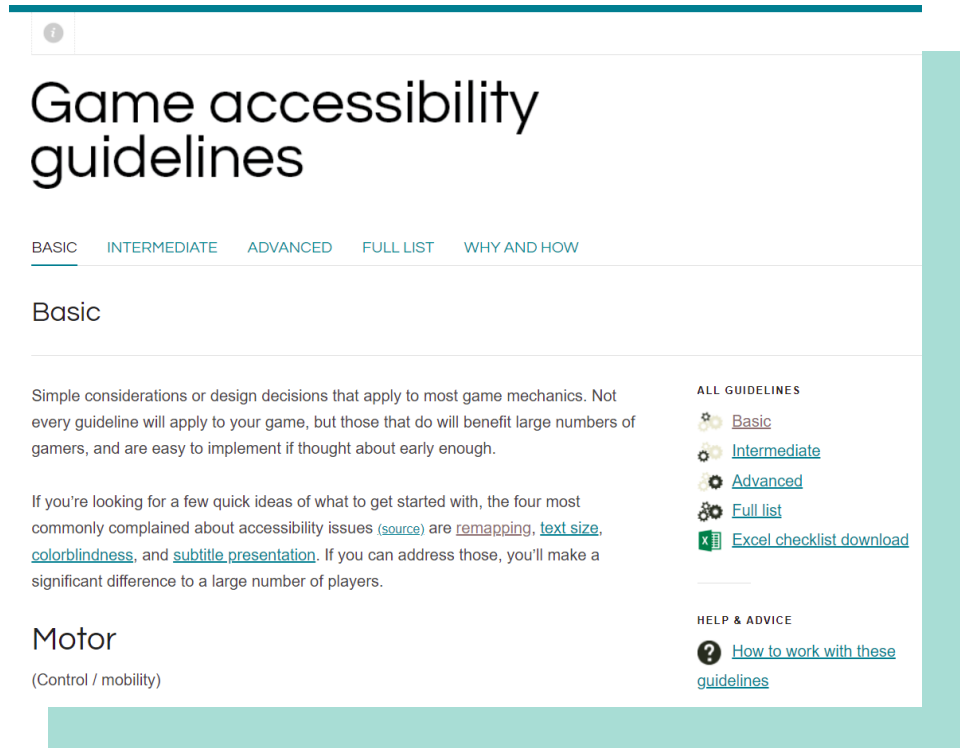 Game accessibility
guidelines
BASIC INTERMEDIATE ADVANCED FULL LIST WHY AND HOW
Basic
Simple considerations or design decisions that apply to most game mechanics. Not
every guideline will apply to your game, but those that do will benefit large numbers of
gamers, and are easy to implement if thought about early enough.
If you’re looking for a few quick ideas of what to get started with, the four most
commonly complained about accessibility issues (source) are remapping, text size,
colorblindness, and subtitle presentation. If you can address those, you’ll make a
significant difference to a large number of players.
Motor
(Control / mobility)
ALL GUIDELINES
Basic
Intermediate
Advanced
Full list
Excel checklist download
HELP & ADVICE
How to work with these
guidelines